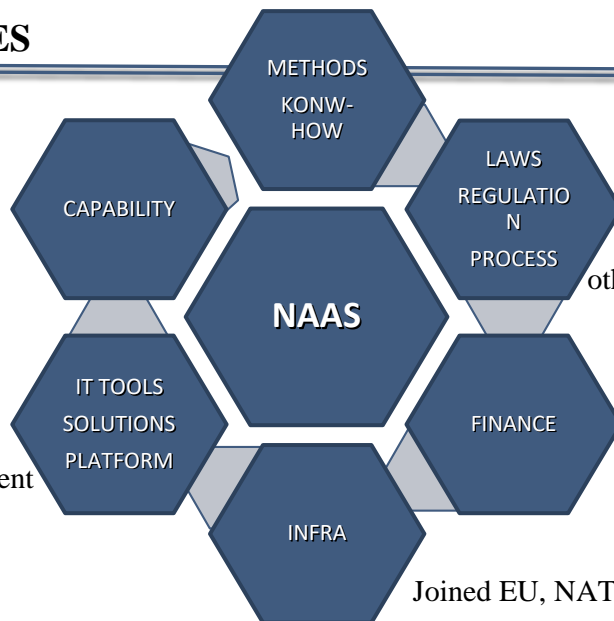 ES
METHODS
KONW-
HOW
CAPABILITY
LAWS
REGULATIO
N
PROCESS
otl
NAAS
IT TOOLS
SOLUTIONS
PLATFORM
FINANCE
ent
INFRA
Joined EU, NAT